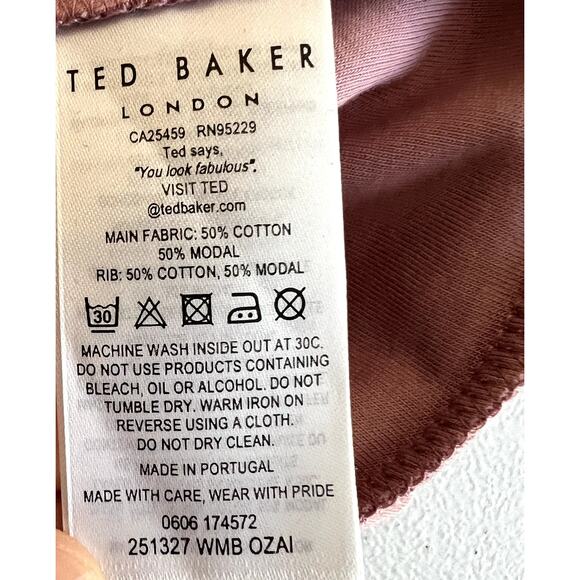 TED BAKER
LONDON
CA25459 RN95229
Ted says,
"You look fabulous".
VISIT TED
@tedbaker.com
MAIN FABRIC: 50% COTTON
50% MODAL
RIB: 50% COTTON, 50% MODAL
30
MACHINE WASH INSIDE OUT AT 30C.
DO NOT USE PRODUCTS CONTAINING
BLEACH, OIL OR ALCOHOL. DO NOT
TUMBLE DRY. WARM IRON ON
REVERSE USING A CLOTH.
DO NOT DRY CLEAN.
MADE IN PORTUGAL
MADE WITH CARE, WEAR WITH PRIDE
0606 174572
251327 WMB OZAI